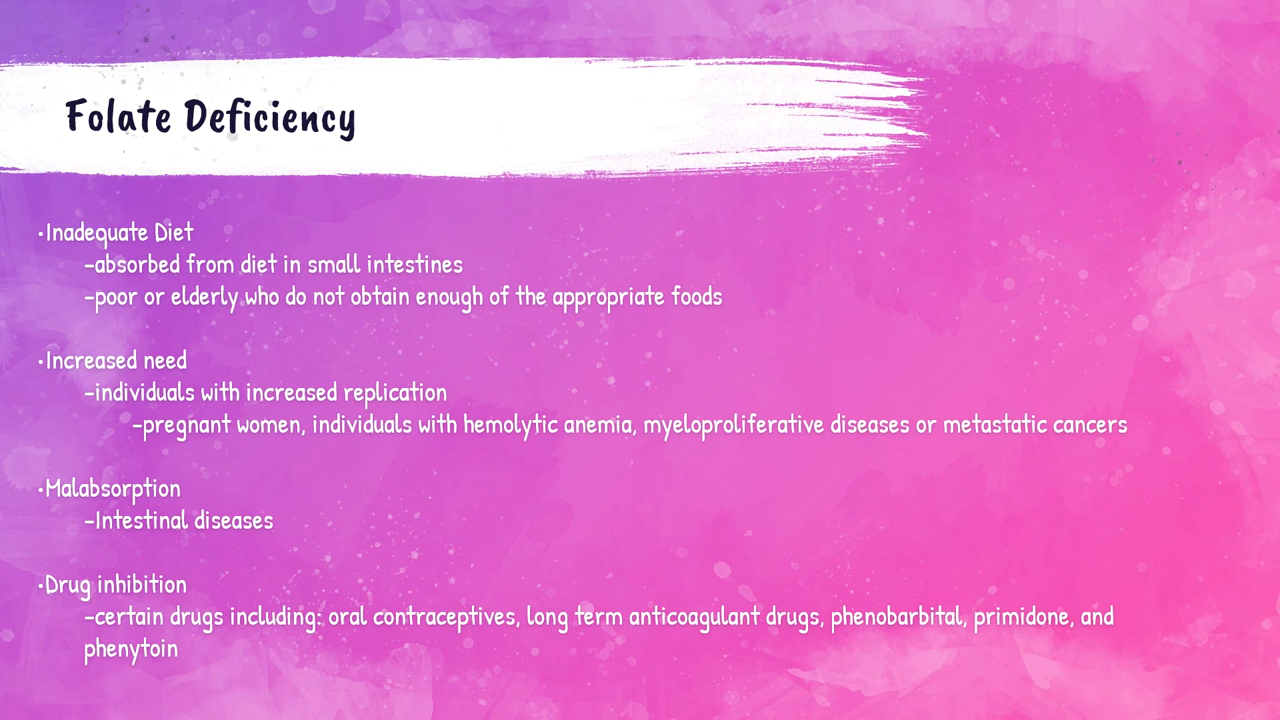 Folate Deficiency
•Inadequate Diet
-absorbed from diet in small intestines
-poor or elderly who do not obtain enough of the appropriate foods
•Increased need
-individuals with increased replication
-pregnant women, individuals with hemolytic anemia, myeloproliferative diseases or metastatic cancers
•Malabsorption
-Intestinal diseases
•Drug inhibition
-certain drugs including: oral contraceptives, long term anticoagulant drugs, phenobarbital, primidone, and
phenytoin